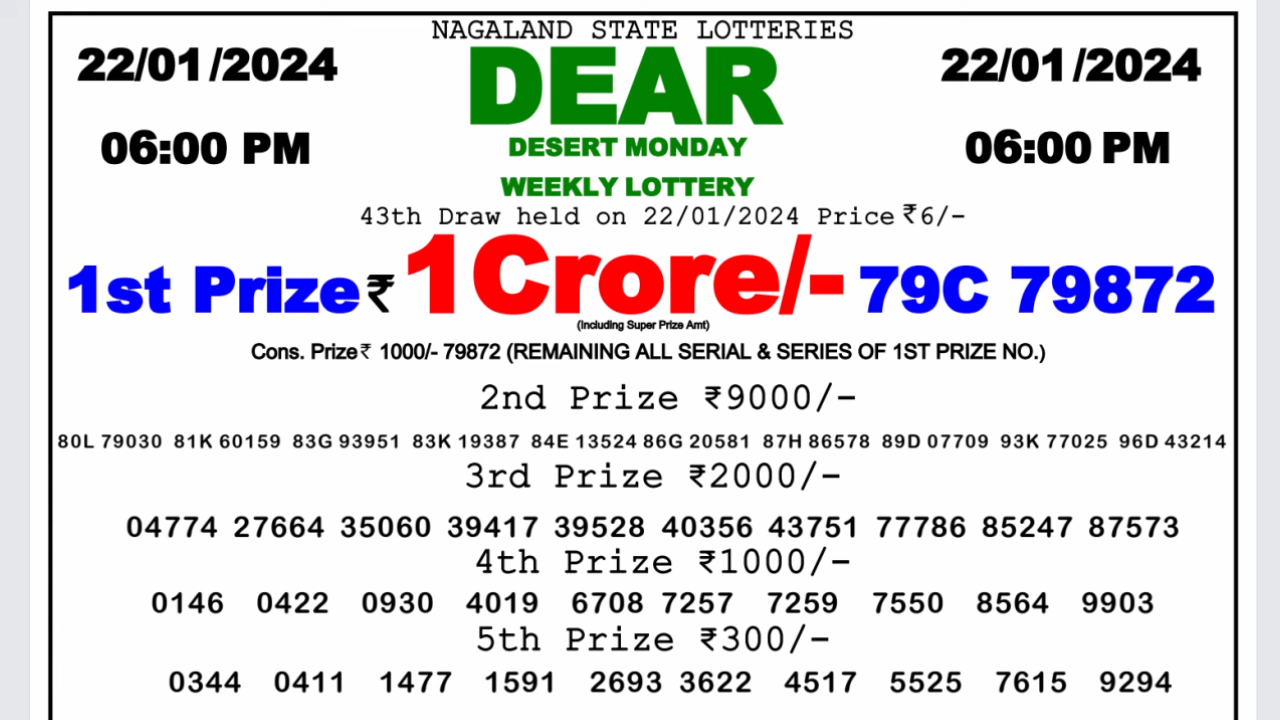 NAGALAND STATE LOTTERIES
22/01/2024 DEAR 22/01/2024
06:00 PM DESERT MONDAY 06:00 PM
WEEKLY LOTTERY
43th Draw held on 22/01/2024 Price ₹6/-
1st Prize ₹ 1Crore/- 79C 79872
(Including Super Prize Amt)
Cons. Prize ₹ 1000/- 79872 (REMAINING ALL SERIAL & SERIES OF 1ST PRIZE NO.)
2nd Prize ₹9000/-
80L 79030 81K 60159 83G 93951 83K 19387 84E 13524 86G 20581 87H 86578 89D 07709 93K 77025 96D 43214
3rd Prize ₹2000/-
04774 27664 35060 39417 39528 40356 43751 77786 85247 87573
4th Prize ₹1000/-
0146 0422 0930 4019 6708 7257 7259 7550 8564 9903
5th Prize ₹300/-
0344 0411 1477 1591 2693 3622 4517 5525 7615 9294